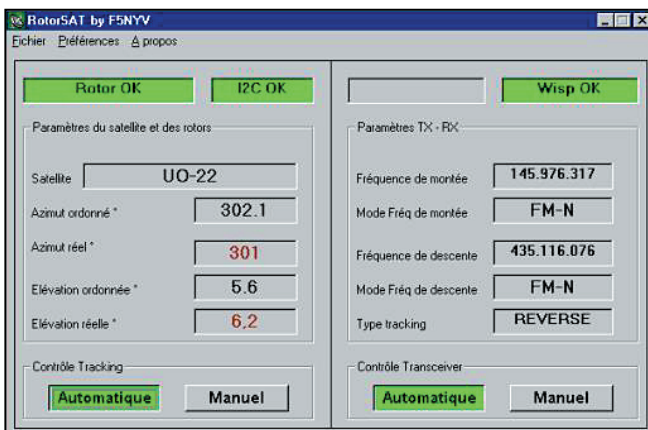 RotorSAT by F5NYV
Fichier Préférences A propos
Rotor OK
I2C OK
Wisp OK
Paramètres du satellite et des rotors
Satellite UO-22
Azimut ordonné ° 302.1
Azimut réel ° 301
Elévation ordonnée ° 5.6
Elévation réelle ° 6,2
Contrôle Tracking
Automatique Manuel
Paramètres TX - RX
Fréquence de montée 145.976.317
Mode Fréq de montée FM-N
Fréquence de descente 435.116.076
Mode Fréq de descente FM-N
Type tracking REVERSE
Contrôle Transceiver
Automatique Manuel